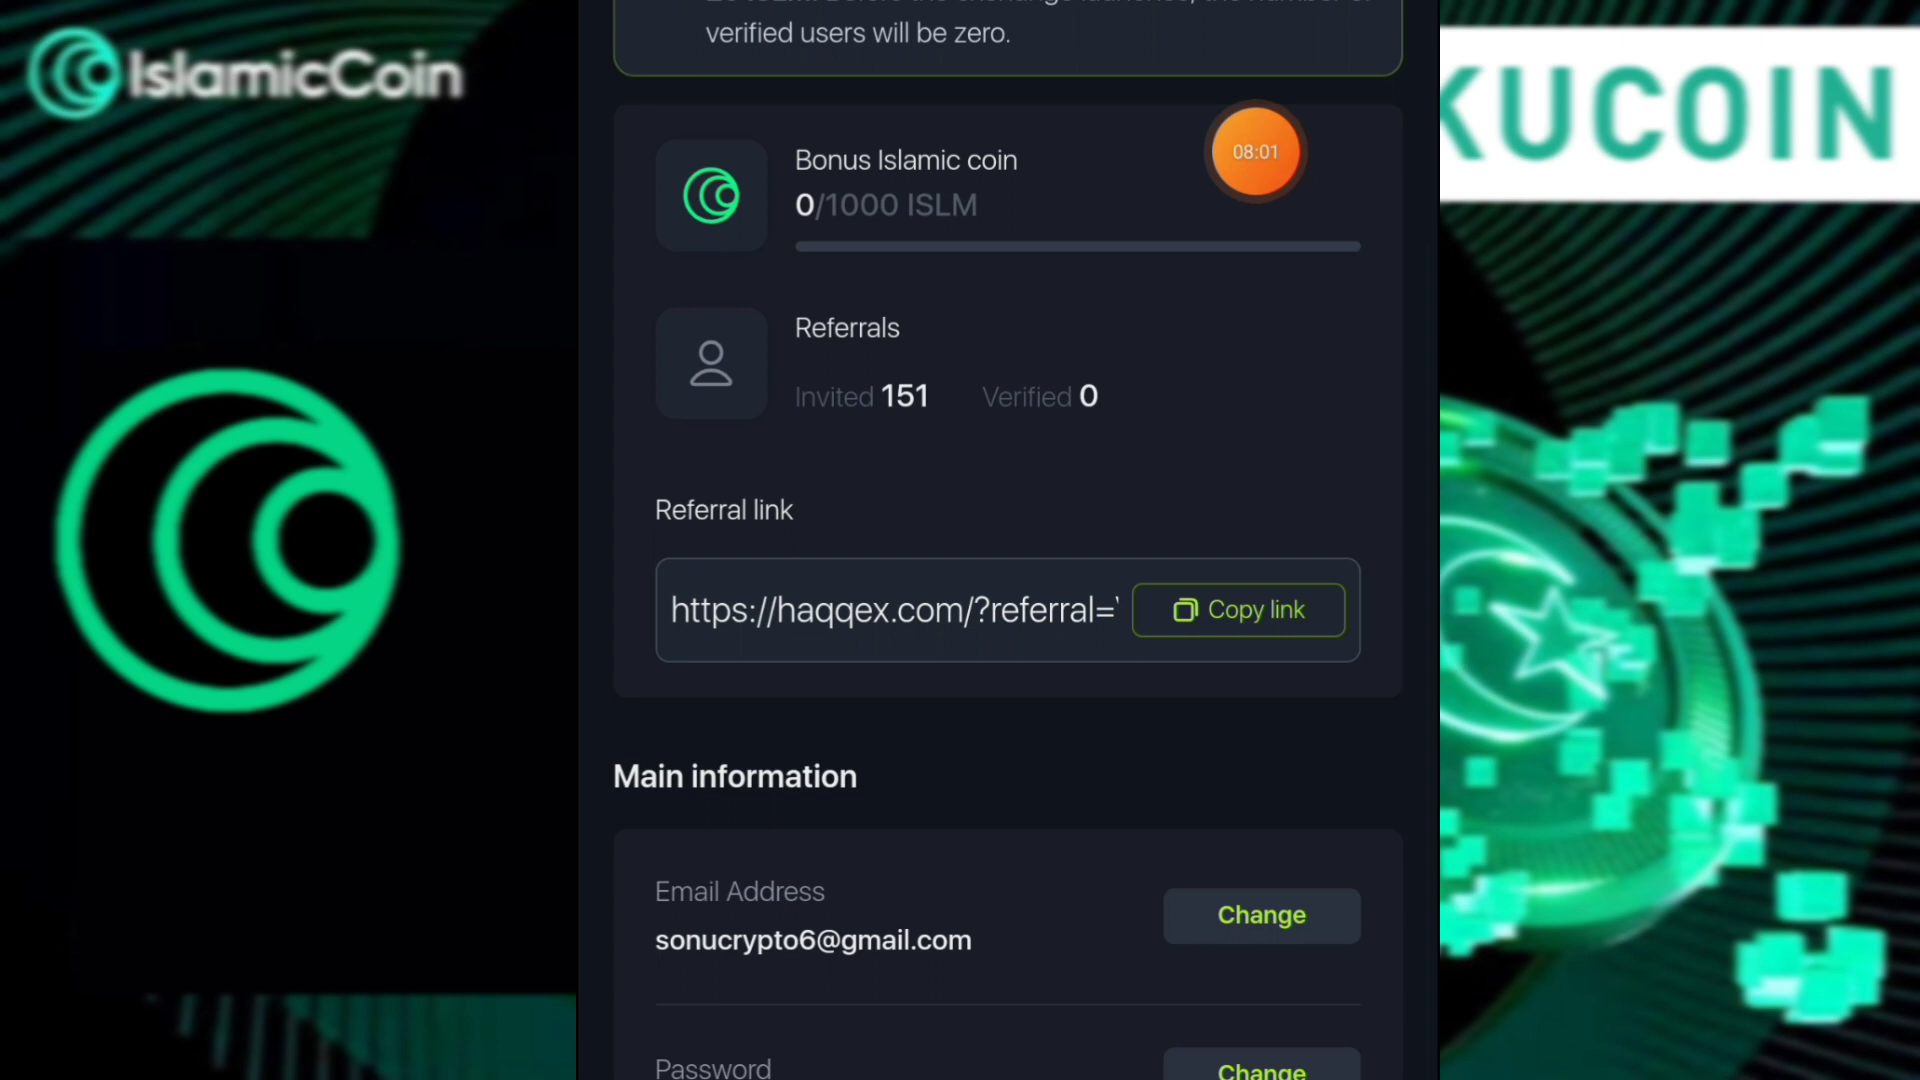 IslamicCoin
verified users will be zero.
KUCOIN
Bonus Islamic coin
08:01
0/1000 ISLM
Referrals
Invited 151 Verified 0
Referral link
https://haqqex.com/?referral=
Copy link
Main information
Email Address
Change
sonucrypto6@gmail.com
Password
Change